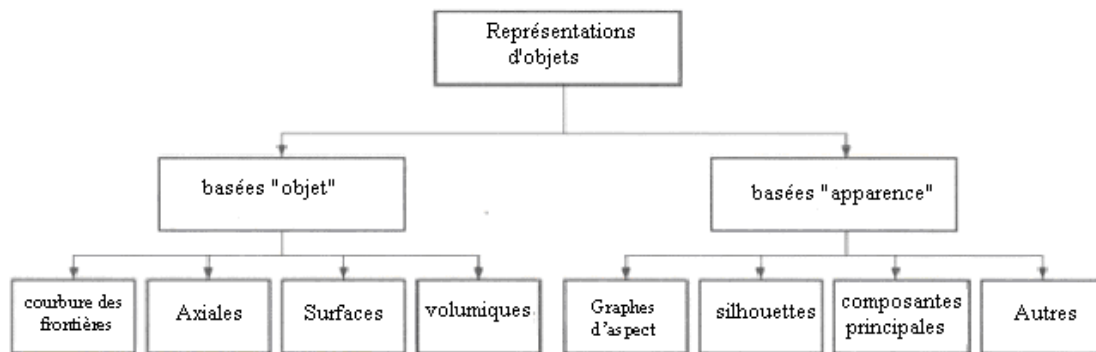 Représentations
d'objets
basées "objet"
basées "apparence"
courbure des
frontières
Axiales
Surfaces
volumiques
Graphes
d'aspect
silhouettes
composantes
principales
Autres